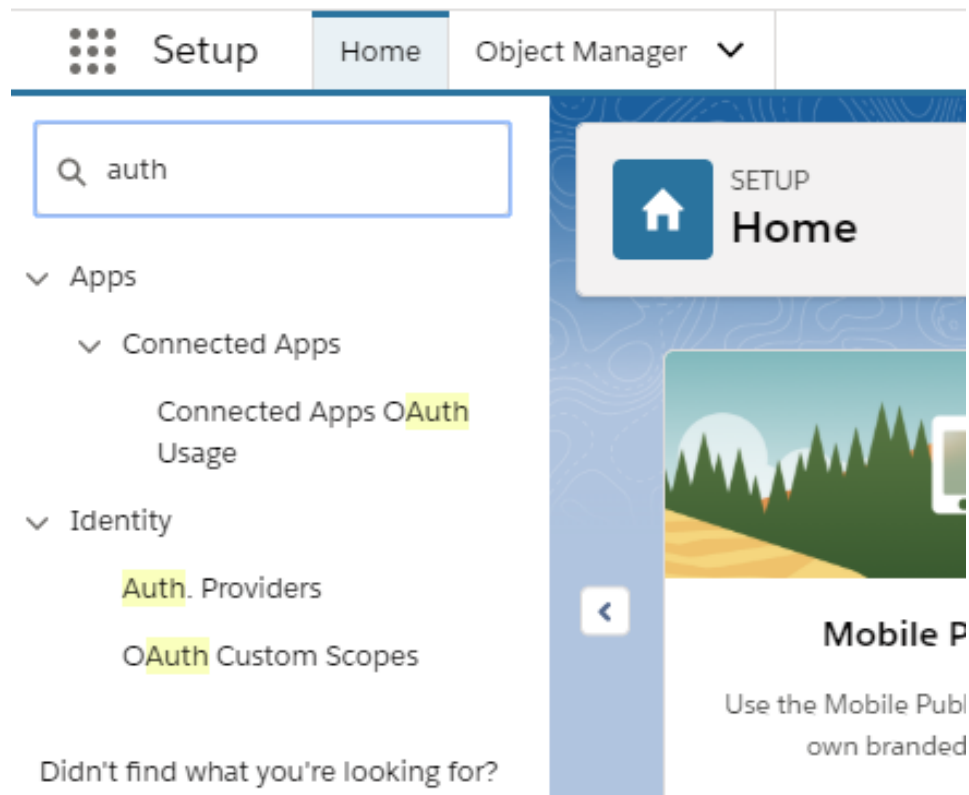 Setup
Home
Object Manager
auth
Apps
Connected Apps
Connected Apps OAuth
Usage
Identity
Auth. Providers
OAuth Custom Scopes
Didn't find what you're looking for?
SETUP
Home
Mobile P
Use the Mobile Publ
own branded